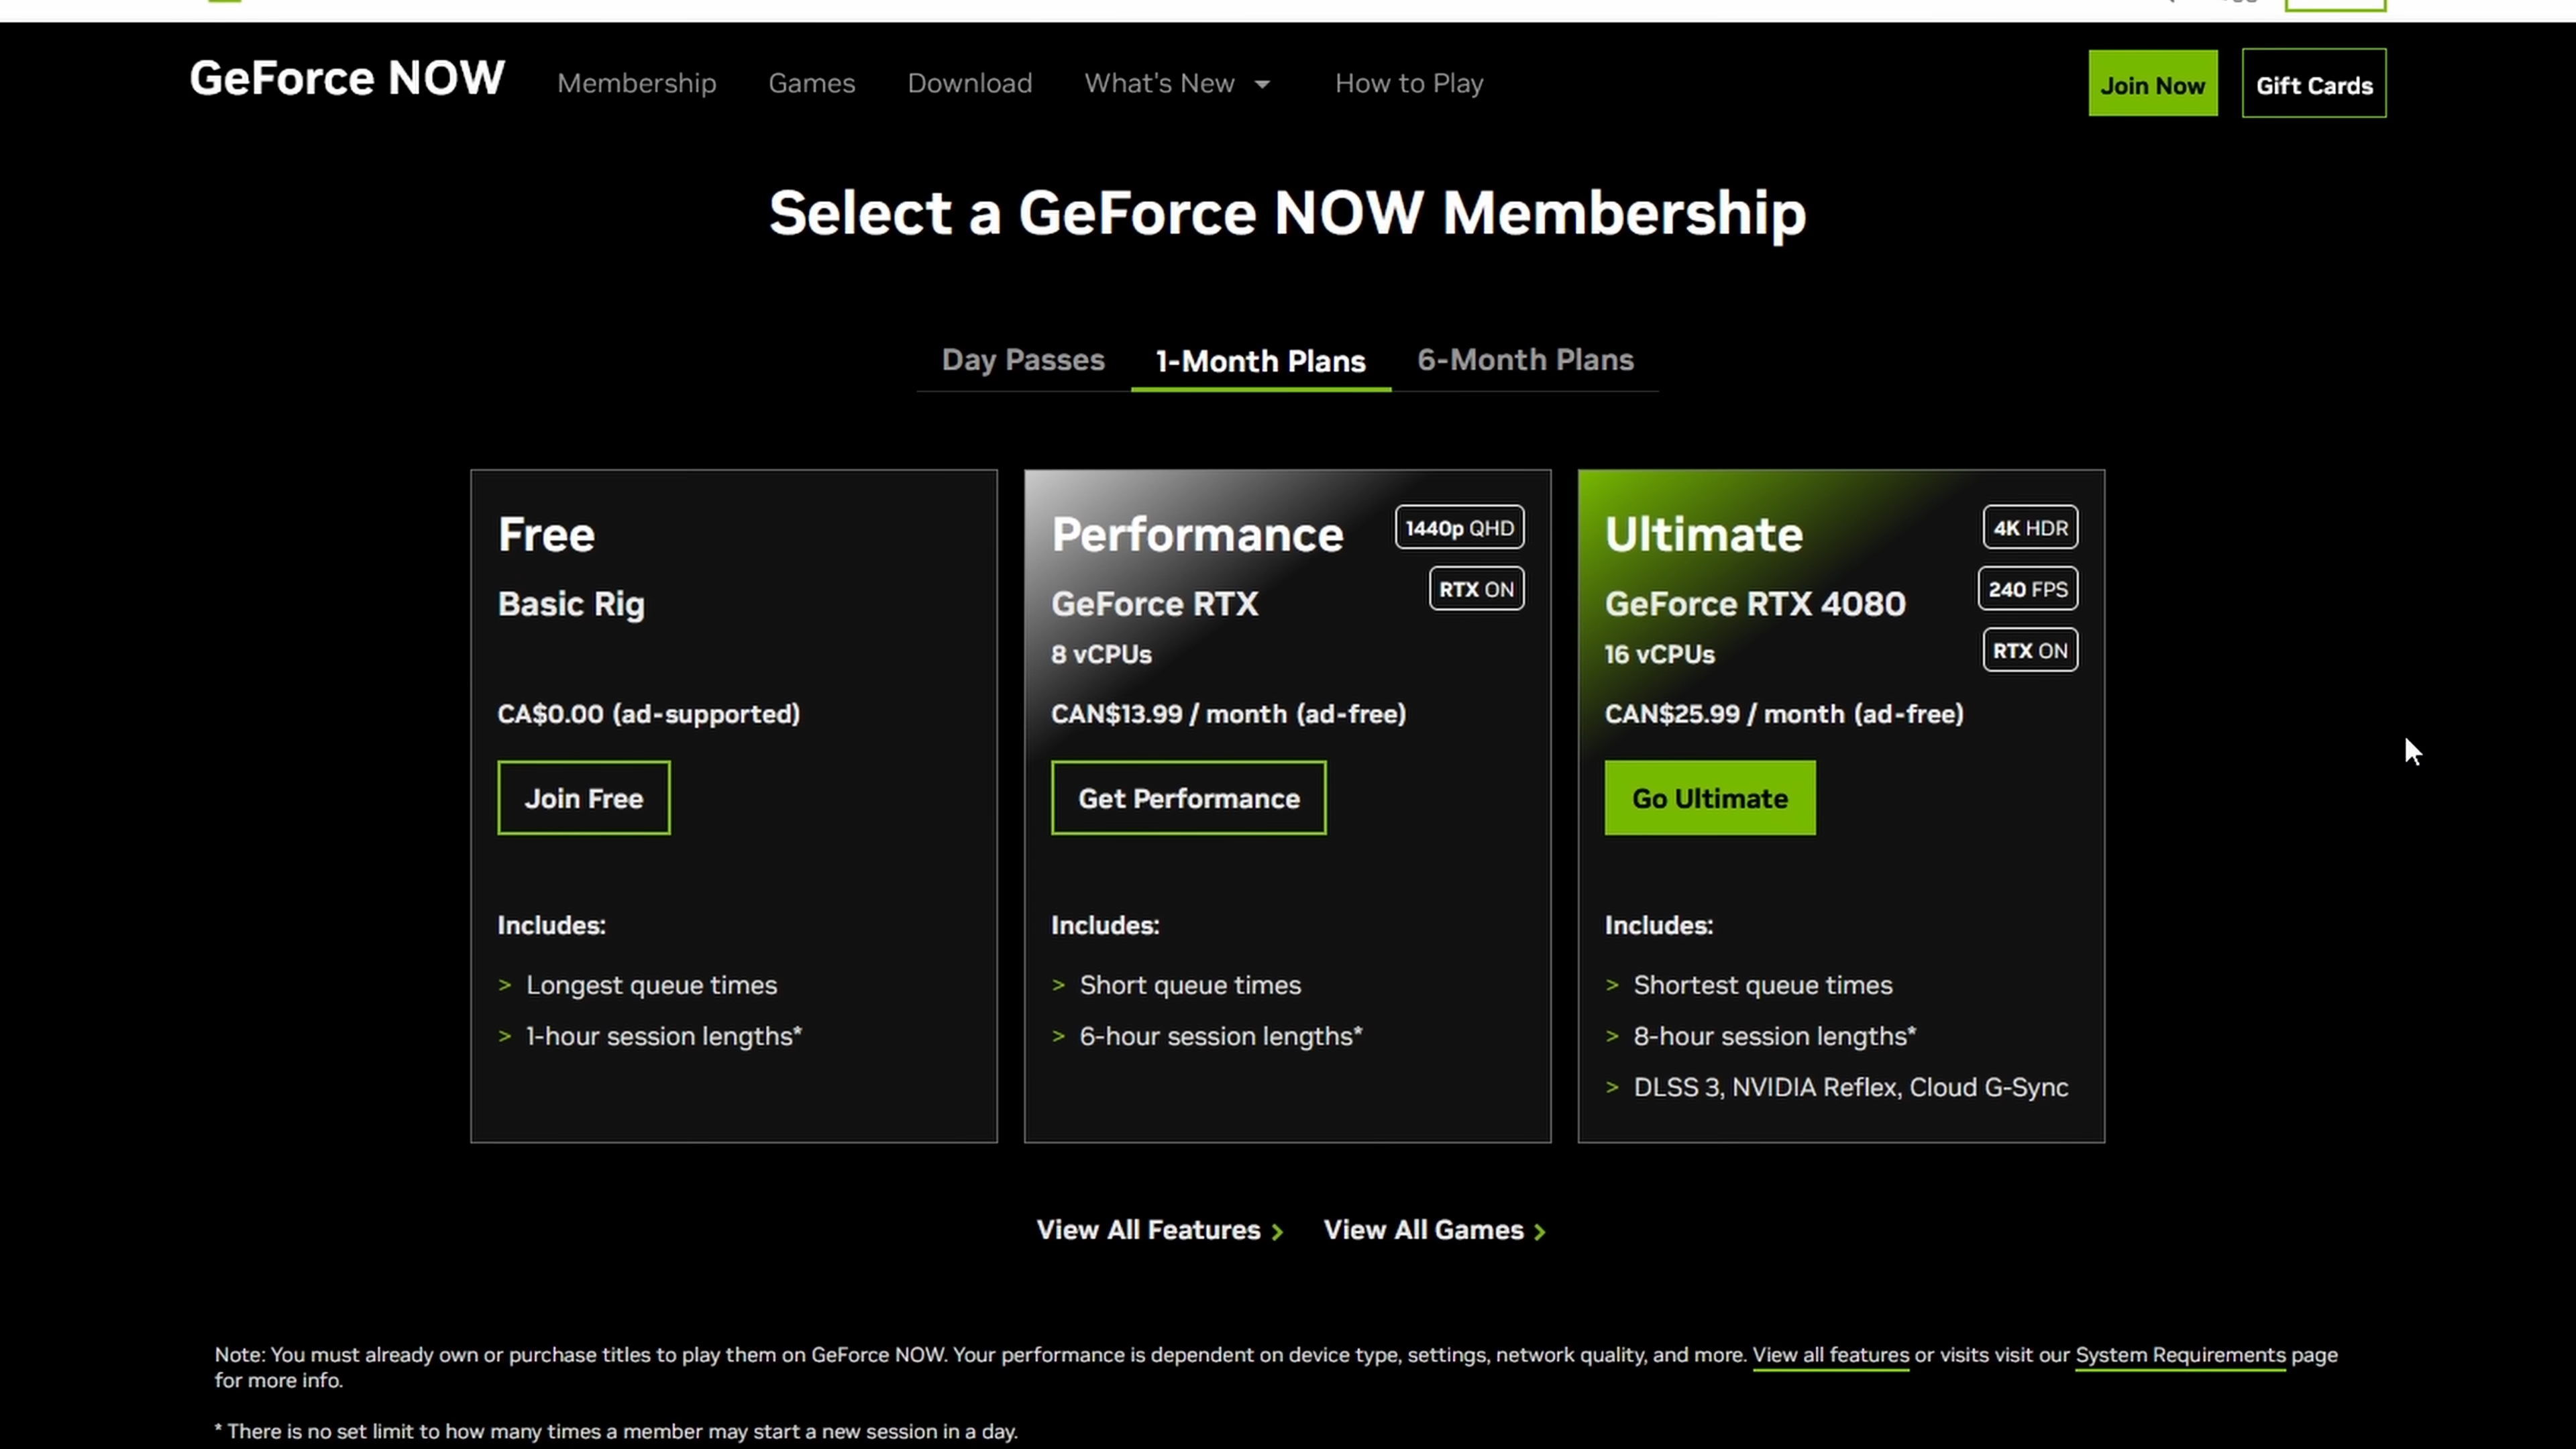 GeForce NOW
Membership
Games
Download
What's New
How to Play
Join Now
Gift Cards
Select a GeForce NOW Membership
Day Passes
1-Month Plans
6-Month Plans
Free
Basic Rig
CA$0.00 (ad-supported)
Join Free
Includes:
> Longest queue times
> 1-hour session lengths*
Performance
1440p QHD
RTX ON
GeForce RTX
8 vCPUs
CAN$13.99 / month (ad-free)
Get Performance
Includes:
> Short queue times
> 6-hour session lengths*
Ultimate
4K HDR
240 FPS
RTX ON
GeForce RTX 4080
16 vCPUs
CAN$25.99 / month (ad-free)
Go Ultimate
Includes:
> Shortest queue times
> 8-hour session lengths*
> DLSS 3, NVIDIA Reflex, Cloud G-Sync
View All Features >
View All Games >
Note: You must already own or purchase titles to play them on GeForce NOW. Your performance is dependent on device type, settings, network quality, and more. View all features or visits visit our System Requirements page
for more info.
* There is no set limit to how many times a member may start a new session in a day.